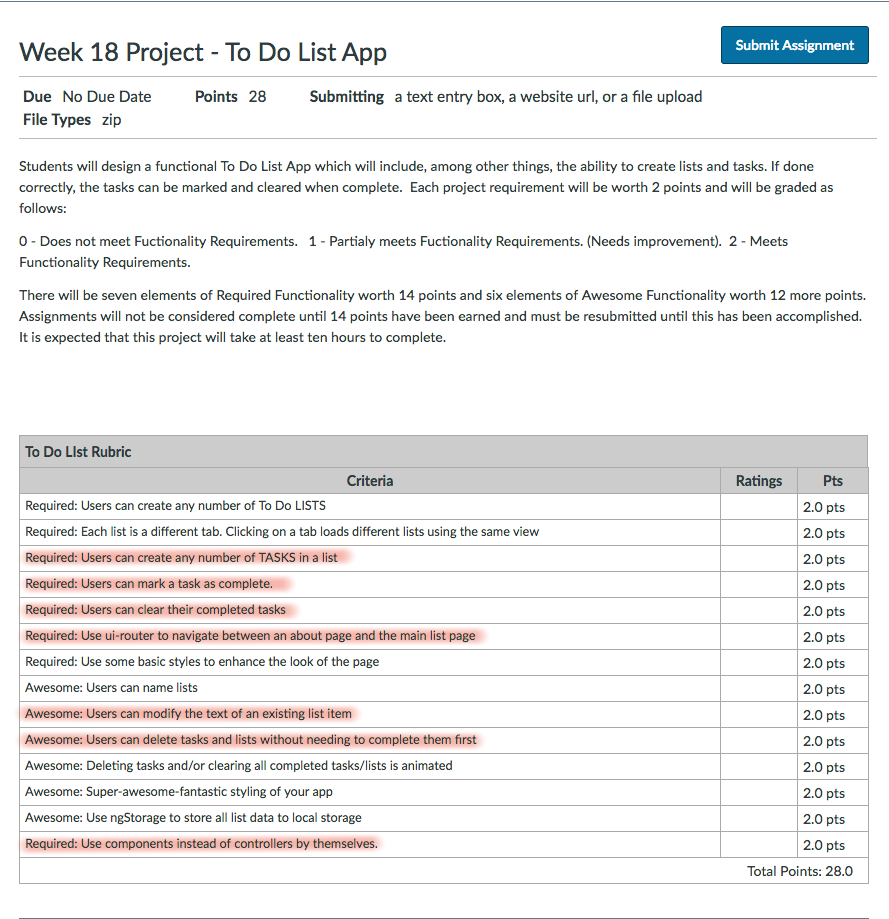 Week 18 Project - To Do List App
Submit Assignment
Due No Due Date Points 28 Submitting a text entry box, a website url, or a file upload
File Types zip
Students will design a functional To Do List App which will include, among other things, the ability to create lists and tasks. If done
correctly, the tasks can be marked and cleared when complete. Each project requirement will be worth 2 points and will be graded as
follows:
0 - Does not meet Fuctionality Requirements. 1 - Partialy meets Fuctionality Requirements. (Needs improvement). 2 - Meets
Functionality Requirements.
There will be seven elements of Required Functionality worth 14 points and six elements of Awesome Functionality worth 12 more points.
Assignments will not be considered complete until 14 points have been earned and must be resubmitted until this has been accomplished.
It is expected that this project will take at least ten hours to complete.
To Do LIst Rubric
Criteria Ratings Pts
Required: Users can create any number of To Do LISTS 2.0 pts
Required: Each list is a different tab. Clicking on a tab loads different lists using the same view 2.0 pts
Required: Users can create any number of TASKS in a list 2.0 pts
Required: Users can mark a task as complete. 2.0 pts
Required: Users can clear their completed tasks 2.0 pts
Required: Use ui-router to navigate between an about page and the main list page 2.0 pts
Required: Use some basic styles to enhance the look of the page 2.0 pts
Awesome: Users can name lists 2.0 pts
Awesome: Users can modify the text of an existing list item 2.0 pts
Awesome: Users can delete tasks and lists without needing to complete them first 2.0 pts
Awesome: Deleting tasks and/or clearing all completed tasks/lists is animated 2.0 pts
Awesome: Super-awesome-fantastic styling of your app 2.0 pts
Awesome: Use ngStorage to store all list data to local storage 2.0 pts
Required: Use components instead of controllers by themselves. 2.0 pts
Total Points: 28.0